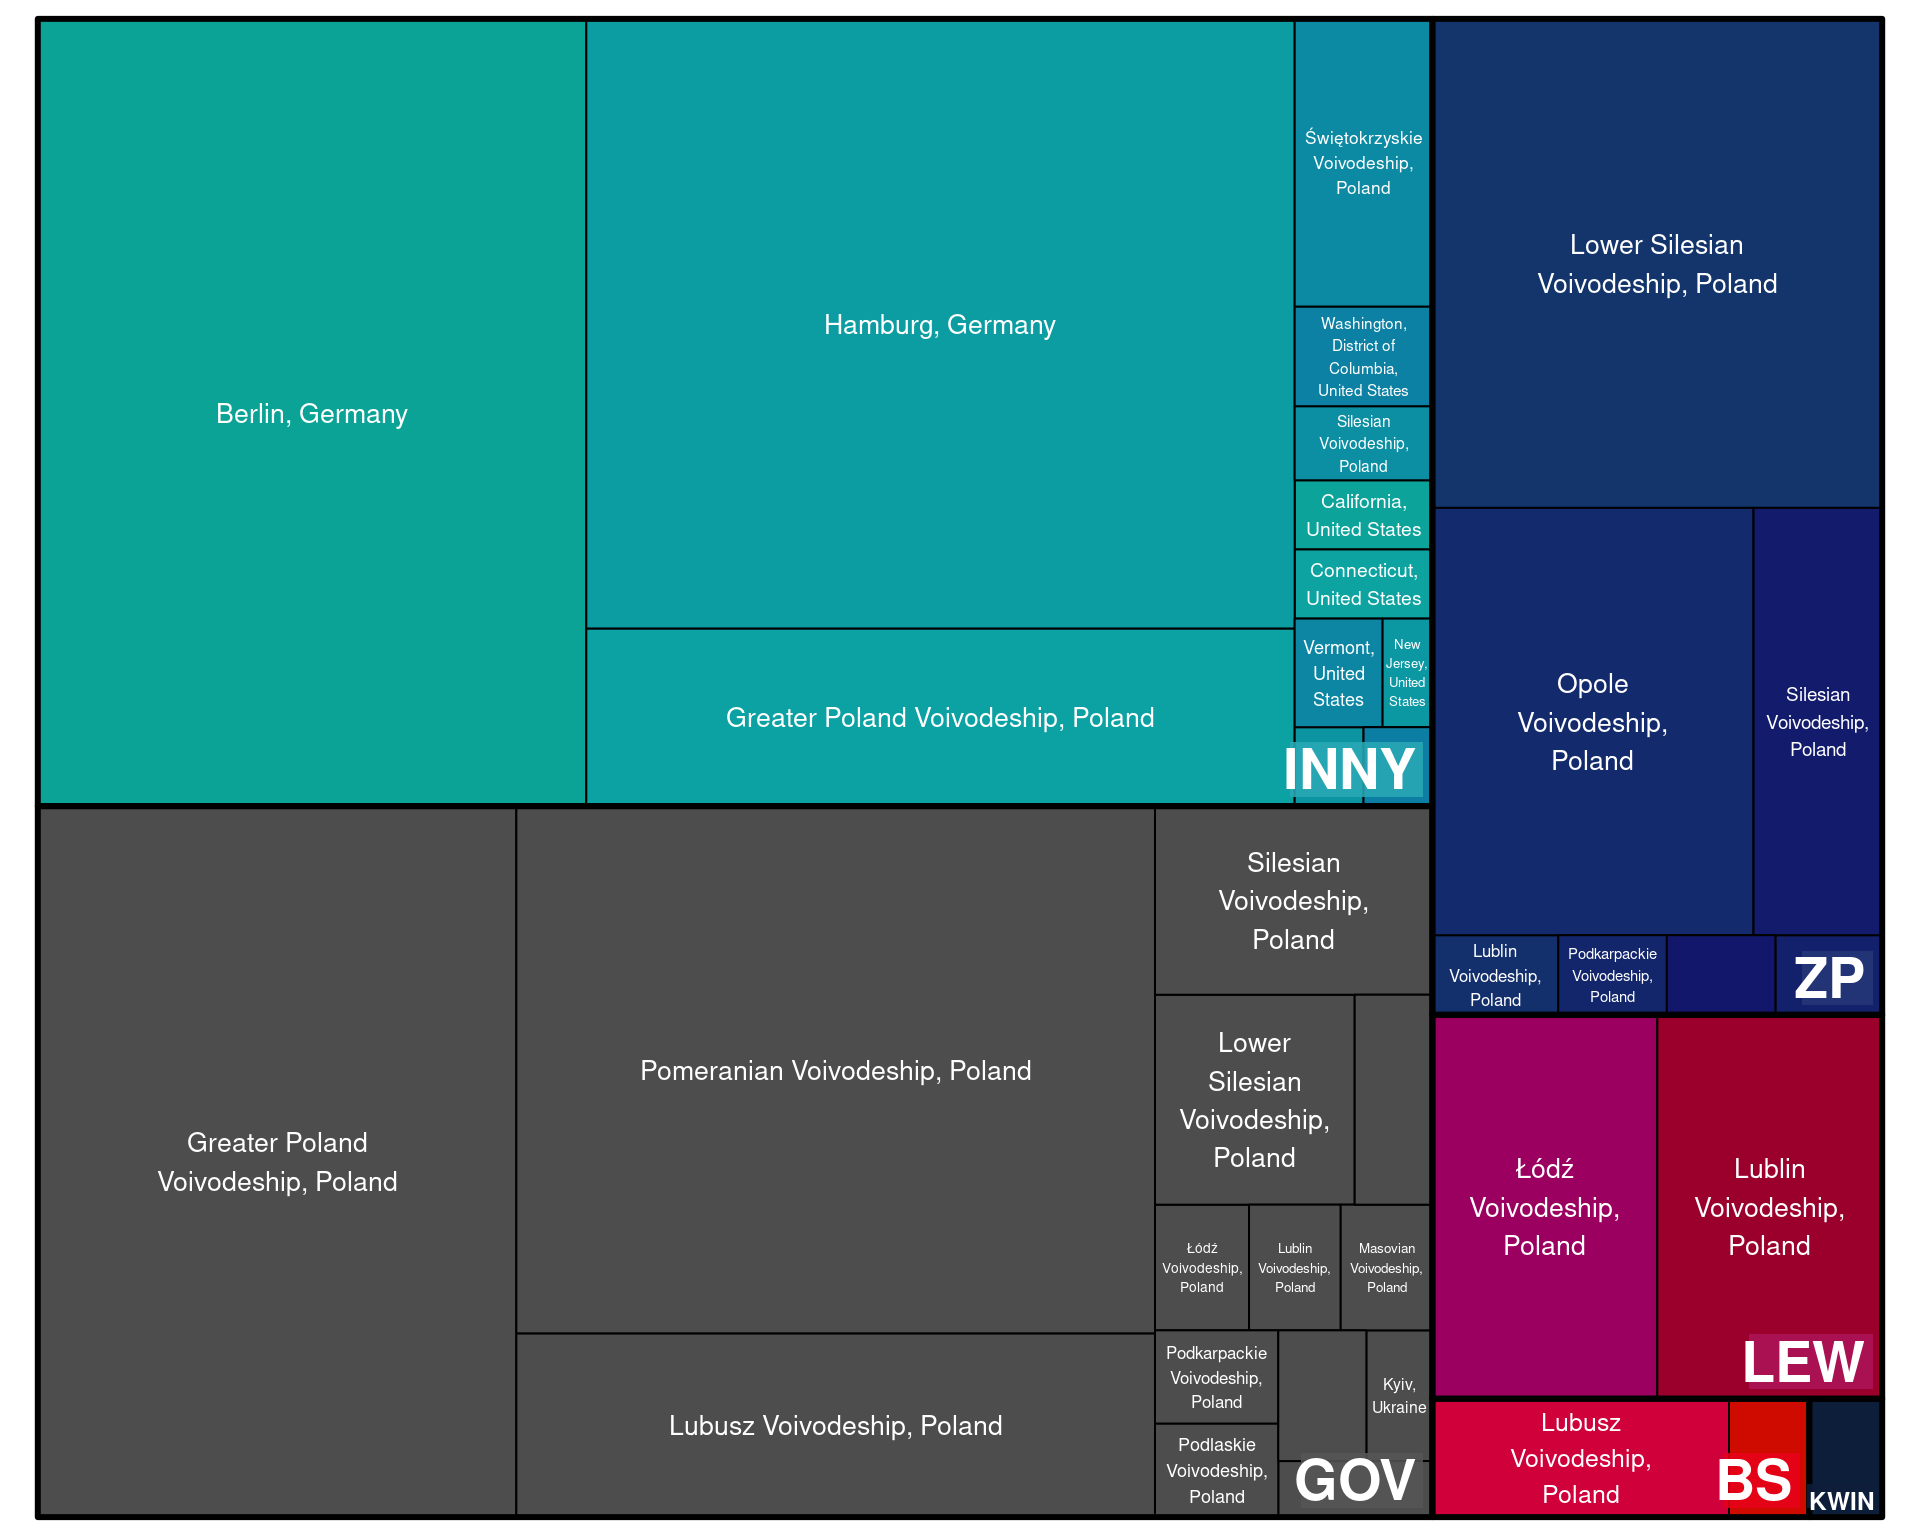 Berlin, Germany
Hamburg, Germany
Greater Poland Voivodeship, Poland
Świętokrzyskie
Voivodeship,
Poland
Washington,
District of
Columbia,
United States
Silesian
Voivodeship,
Poland
California,
United States
Connecticut,
United States
Vermont,
United
States
New
Jersey,
United
States
INNY
Greater Poland
Voivodeship, Poland
Pomeranian Voivodeship, Poland
Lubusz Voivodeship, Poland
Silesian
Voivodeship,
Poland
Lower
Silesian
Voivodeship,
Poland
Łódź
Voivodeship,
Poland
Lublin
Voivodeship,
Poland
Masovian
Voivodeship,
Poland
Podkarpackie
Voivodeship,
Poland
Podlaskie
Voivodeship,
Poland
Kyiv,
Ukraine
GOV
Lower Silesian
Voivodeship, Poland
Opole
Voivodeship,
Poland
Silesian
Voivodeship,
Poland
Lublin
Voivodeship,
Poland
Podkarpackie
Voivodeship,
Poland
ZP
Łódź
Voivodeship,
Poland
Lublin
Voivodeship,
Poland
LEW
Lubusz
Voivodeship,
Poland
BS
KWIN